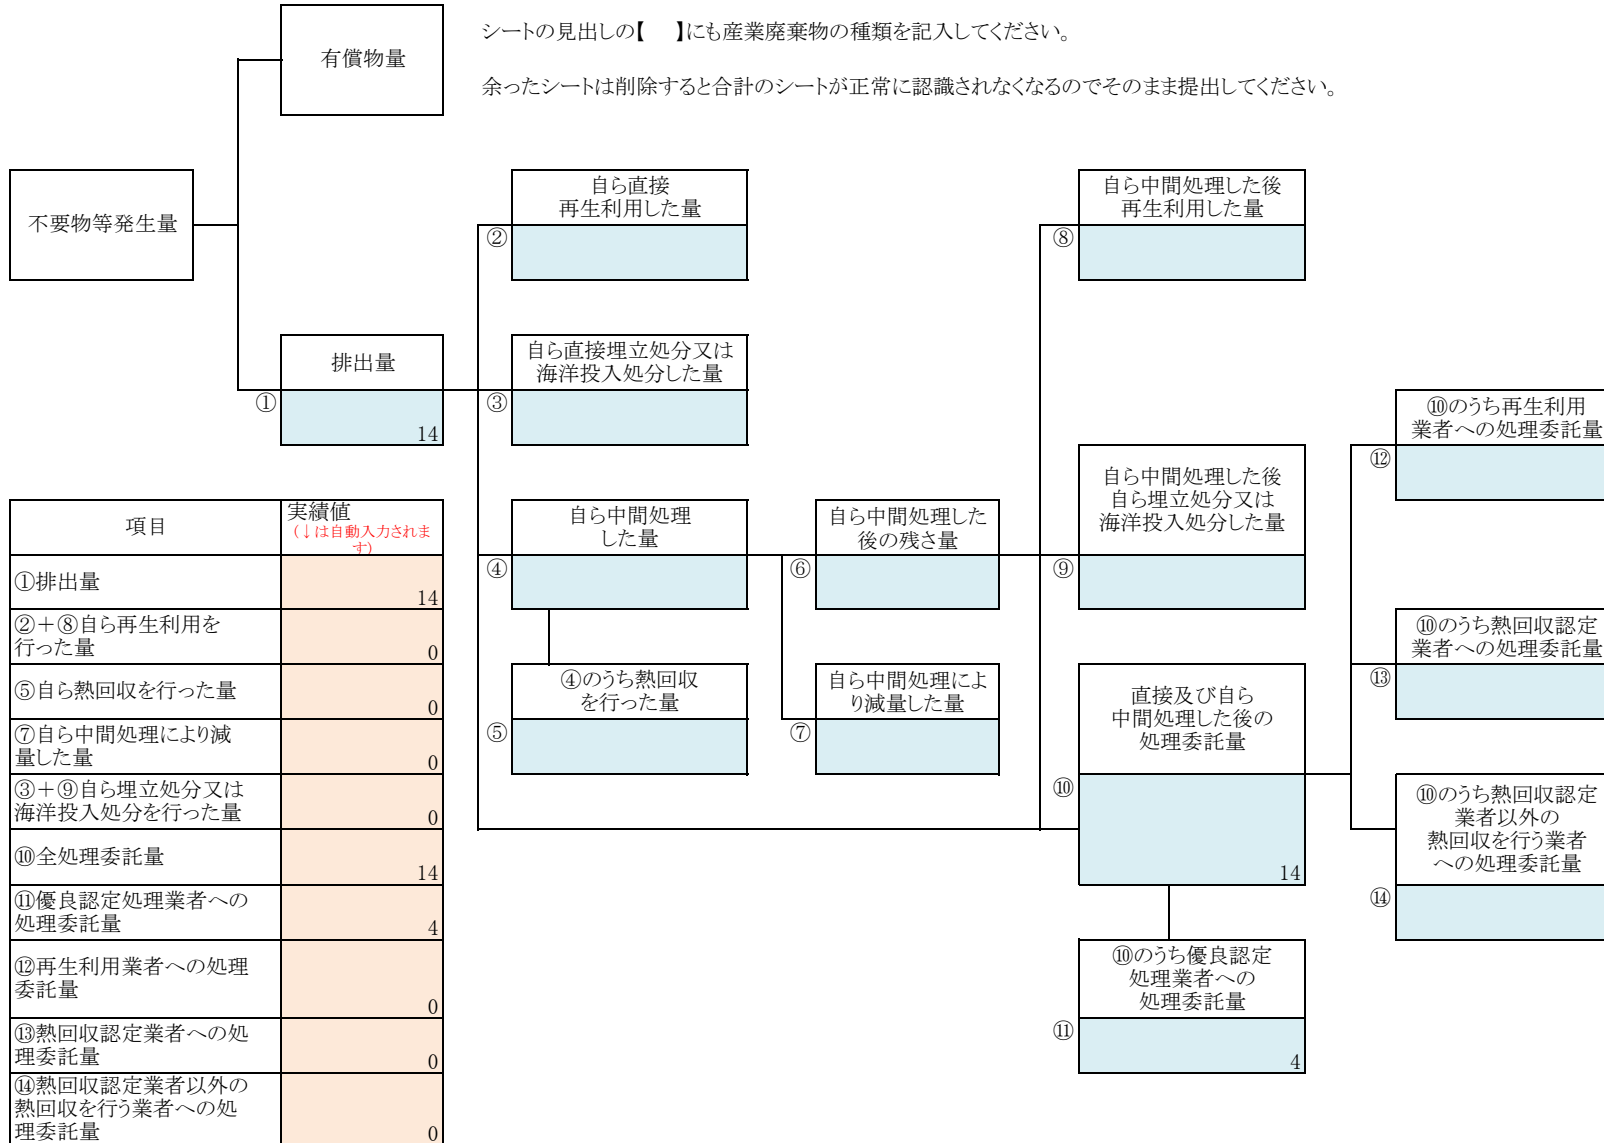 シートの見出しの【　】にも産業廃棄物の種類を記入してください。
有償物量
余ったシートは削除すると合計のシートが正常に認識されなくなるのでそのまま提出してください。
不要物等発生量
自ら直接
再生利用した量
②
自ら中間処理した後
再生利用した量
⑧
排出量
①
14
自ら直接埋立処分又は
海洋投入処分した量
③
⑩のうち再生利用
業者への処理委託量
⑫
自ら中間処理
した量
④
自ら中間処理した
後の残さ量
⑥
自ら中間処理した後
自ら埋立処分又は
海洋投入処分した量
⑨
⑩のうち熱回収認定
業者への処理委託量
⑬
④のうち熱回収
を行った量
⑤
自ら中間処理によ
り減量した量
⑦
直接及び自ら
中間処理した後の
処理委託量
⑩
14
⑩のうち熱回収認定
業者以外の
熱回収を行う業者
への処理委託量
⑭
⑩のうち優良認定
処理業者への
処理委託量
⑪
4
項目
実績値
(↓は自動入力されま
す)
①排出量
14
②＋⑧自ら再生利用を
行った量
0
⑤自ら熱回収を行った量
0
⑦自ら中間処理により減
量した量
0
③＋⑨自ら埋立処分又は
海洋投入処分を行った量
0
⑩全処理委託量
14
⑪優良認定処理業者への
処理委託量
4
⑫再生利用業者への処理
委託量
0
⑬熱回収認定業者への処
理委託量
0
⑭熱回収認定業者以外の
熱回収を行う業者への処
理委託量
0